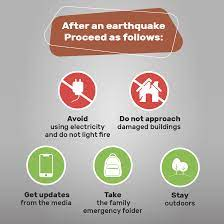 After an earthquake
Proceed as follows:
Avoid
using electricity
and do not light fire
Do not approach
damaged buildings
Get updates
from the media
Take
the family
emergency folder
Stay
outdoors